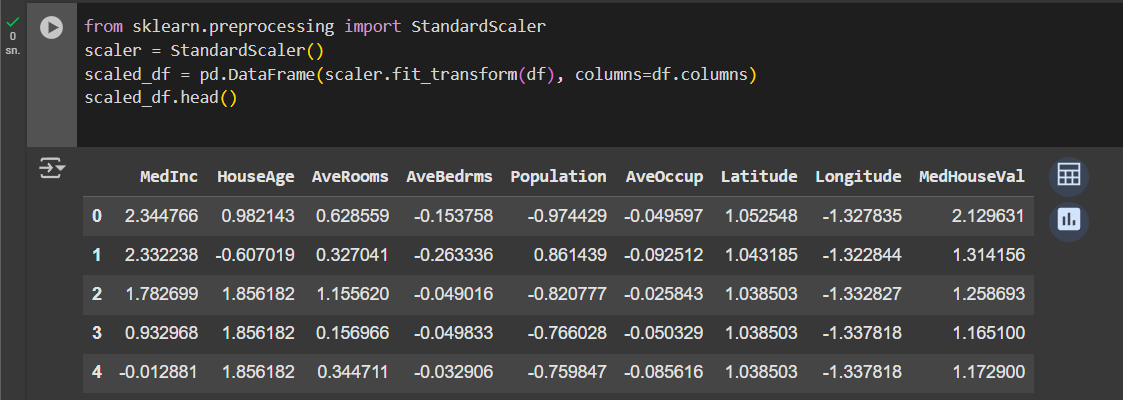 from sklearn.preprocessing import StandardScaler
scaler = StandardScaler()
scaled_df = pd.DataFrame(scaler.fit_transform(df), columns=df.columns)
scaled_df.head()
0
sn.
MedInc HouseAge AveRooms AveBedrms Population AveOccup Latitude Longitude MedHouseVal
0 2.344766 0.982143 0.628559 -0.153758 -0.974429 -0.049597 1.052548 -1.327835 2.129631
1 2.332238 -0.607019 0.327041 -0.263336 0.861439 -0.092512 1.043185 -1.322844 1.314156
2 1.782699 1.856182 1.155620 -0.049016 -0.820777 -0.025843 1.038503 -1.332827 1.258693
3 0.932968 1.856182 0.156966 -0.049833 -0.766028 -0.050329 1.038503 -1.337818 1.165100
4 -0.012881 1.856182 0.344711 -0.032906 -0.759847 -0.085616 1.038503 -1.337818 1.172900